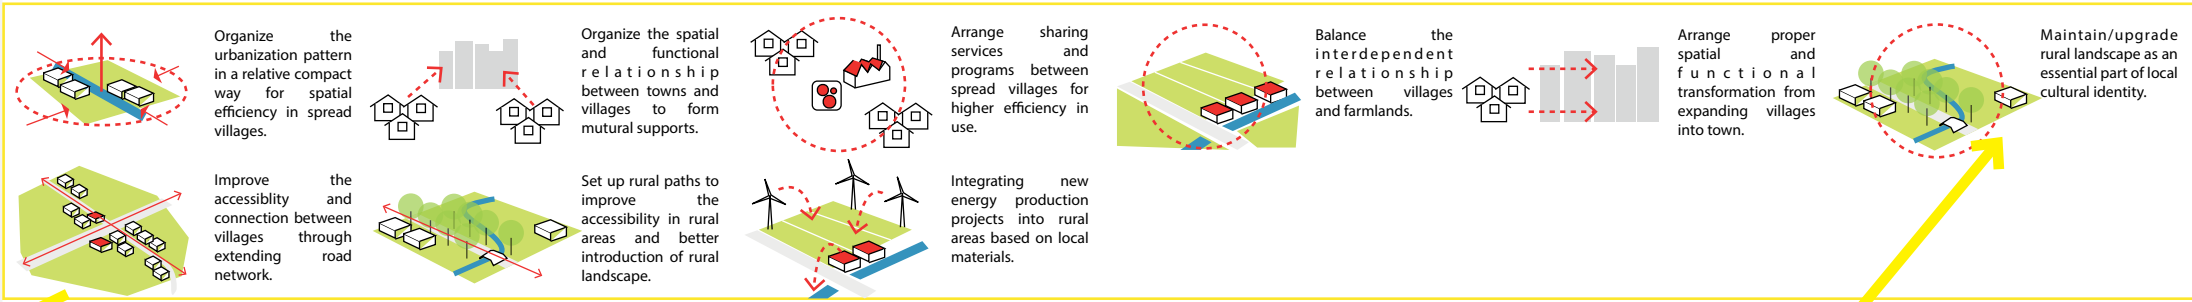 Organize the
urbanization pattern
in a relative compact
way for spatial
efficiency in spread
villages.
Organize the spatial
and functional
relationship
between towns and
villages to form
mutural supports.
Arrange sharing
services and
programs between
spread villages for
higher efficiency in
use.
Balance the
interdependent
relationship
between villages
and farmlands.
Arrange proper
spatial and
functional
transformation from
expanding villages
into town.
Maintain/upgrade
rural landscape as an
essential part of local
cultural identity.
Improve the
accessiblity and
connection between
villages through
extending road
network.
Set up rural paths to
improve the
accessibility in rural
areas and better
introduction of rural
landscape.
Integrating new
energy production
projects into rural
areas based on local
materials.